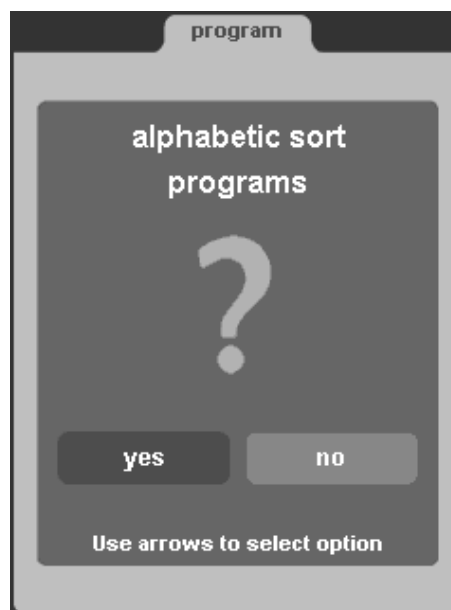 program
alphabetic sort
programs
?
yes no
Use arrows to select option